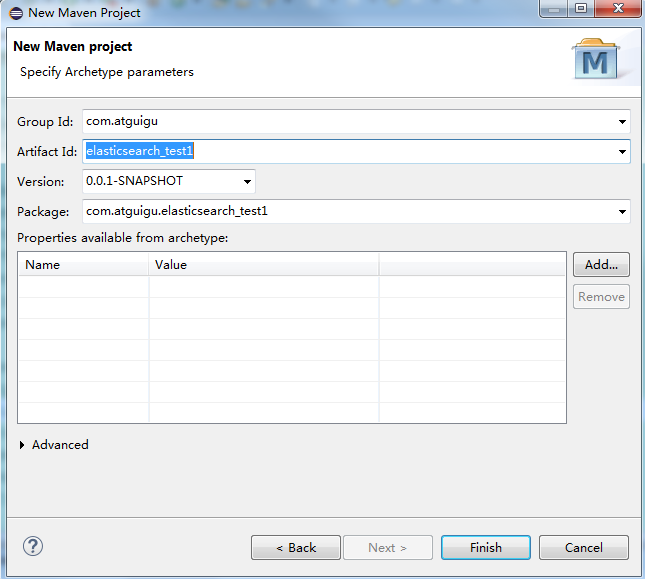 New Maven Project
New Maven project
Specify Archetype parameters
M
Group Id: com.atguigu
Artifact Id: elasticsearch_test1
Version: 0.0.1-SNAPSHOT
Package: com.atguigu.elasticsearch_test1
Properties available from archetype:
Name Value
Add...
Remove
Advanced
? < Back Next > Finish Cancel